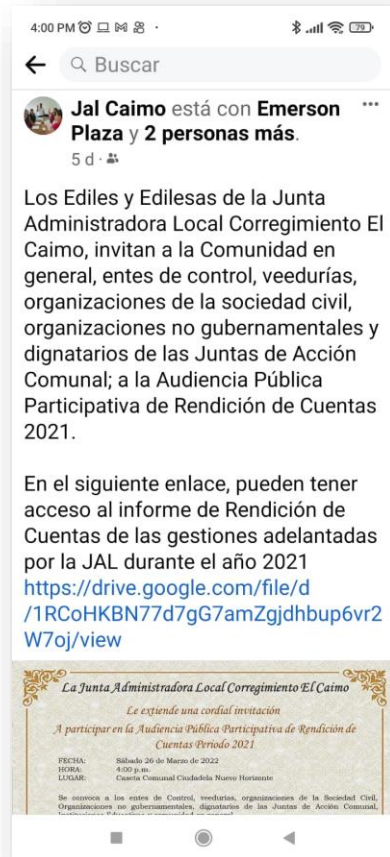 4:00 PM
79
Buscar
Jal Caimo está con Emerson
Plaza y 2 personas más.
5 d ·
Los Ediles y Edilesas de la Junta
Administradora Local Corregimiento El
Caimo, invitan a la Comunidad en
general, entes de control, veedurías,
organizaciones de la sociedad civil,
organizaciones no gubernamentales y
dignatarios de las Juntas de Acción
Comunal; a la Audiencia Pública
Participativa de Rendición de Cuentas
2021.
En el siguiente enlace, pueden tener
acceso al informe de Rendición de
Cuentas de las gestiones adelantadas
por la JAL durante el año 2021
https://drive.google.com/file/d
/1RCoHKBN77d7gG7amZgjdhbup6vr2
W7oj/view
La Junta Administradora Local Corregimiento El Caimo
Le extiende una cordial invitación
A participar en la Audiencia Pública Participativa de Rendición de
Cuentas Periodo 2021
FECHA: Sábado 26 de Marzo de 2022
HORA: 4:00 p.m.
LUGAR: Caseta Comunal Ciudadela Nuevo Horizonte
Se convoca a los entes de Control, veedurías, organizaciones de la Sociedad Civil,
Organizaciones no gubernamentales, dignatarios de las Juntas de Acción Comunal,